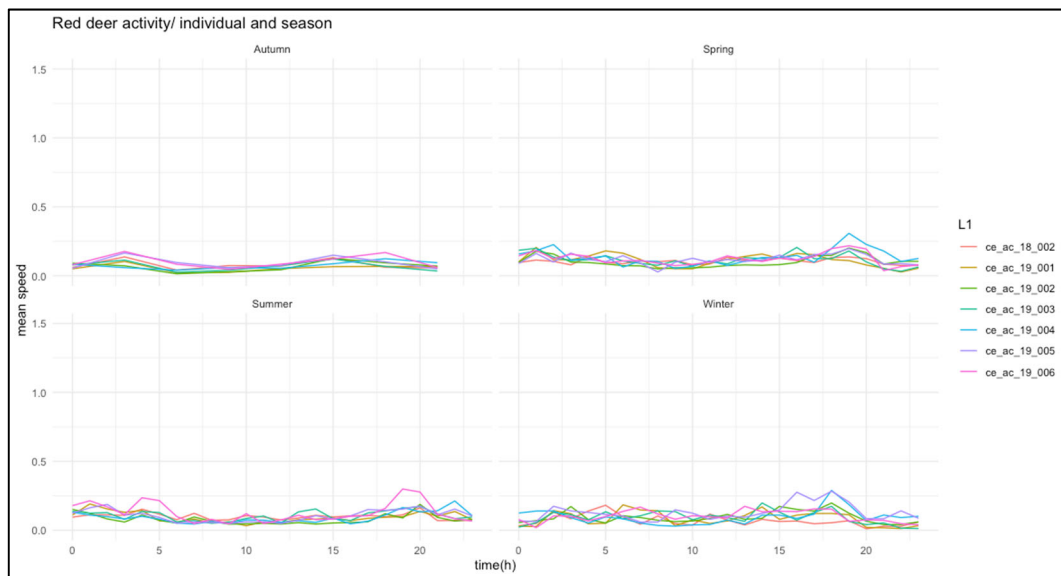 Red deer activity/ individual and season
Autumn
Spring
1.5
1.0
0.5
0.0
mean speed
Summer
Winter
1.5
1.0
0.5
0.0
0 5 10 15 20
0 5 10 15 20
time(h)
L1
ce_ac_18_002
ce_ac_19_001
ce_ac_19_002
ce_ac_19_003
ce_ac_19_004
ce_ac_19_005
ce_ac_19_006